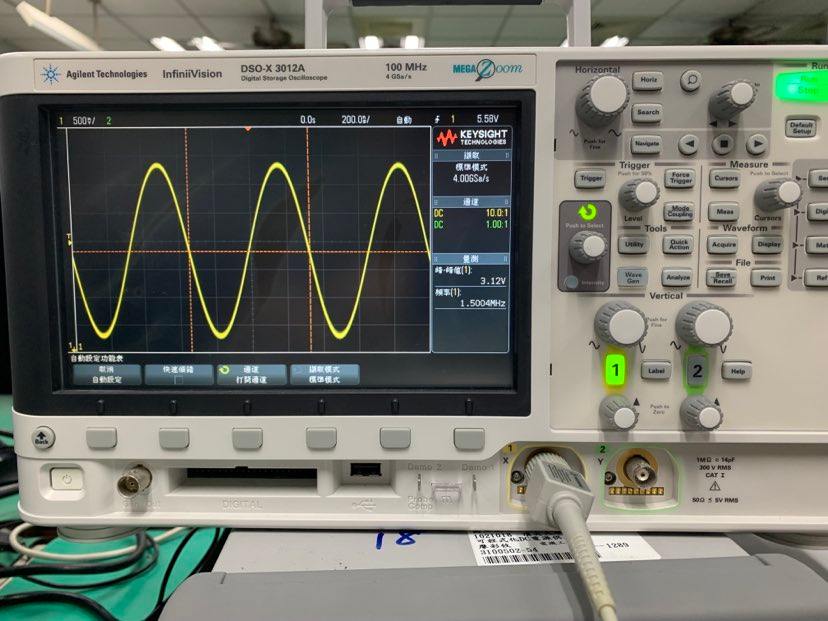 Agilent Technologies InfiniiVision DSO-X 3012A 100 MHz MEGA Zoom
Digital Storage Oscilloscope 4 GSa/s
1 500V/ 2 0.0s 200.0s/ 自動 1 5.58V
KEYSIGHT
TECHNOLOGIES
擷取
標準模式
4.00GSa/s
通道
DC 10.0:1
DC 1.00:1
量測
峰-峰值(1):
3.12V
頻率(1):
1.5004MHz
自動設定功能表
取消
自動設定
快速偵錯
通道
打開通道
擷取模式
標準模式
Back
Horizontal
Horiz
Push for Fine
Search
Navigate
Run
Stop
Default
Setup
Trigger
Push for 50%
Trigger
Force
Trigger
Level
Mode
Coupling
Measure
Push to Select
Cursors
Meas
Cursors
Push to Select
Intensity
Tools
Utility
Quick
Action
Wave
Gen
Analyze
Waveform
Acquire
Display
File
Save
Recall
Print
Vertical
Push for Fine
1
Label
2
Help
Push to Zero
DIGITAL
Demo 2
Demo 1
Probe
Comp
1
X
2
Y
1MΩ ≅ 14pF
300 V RMS
CAT I
50Ω ≤ 5V RMS
18
3100502-54
-1289